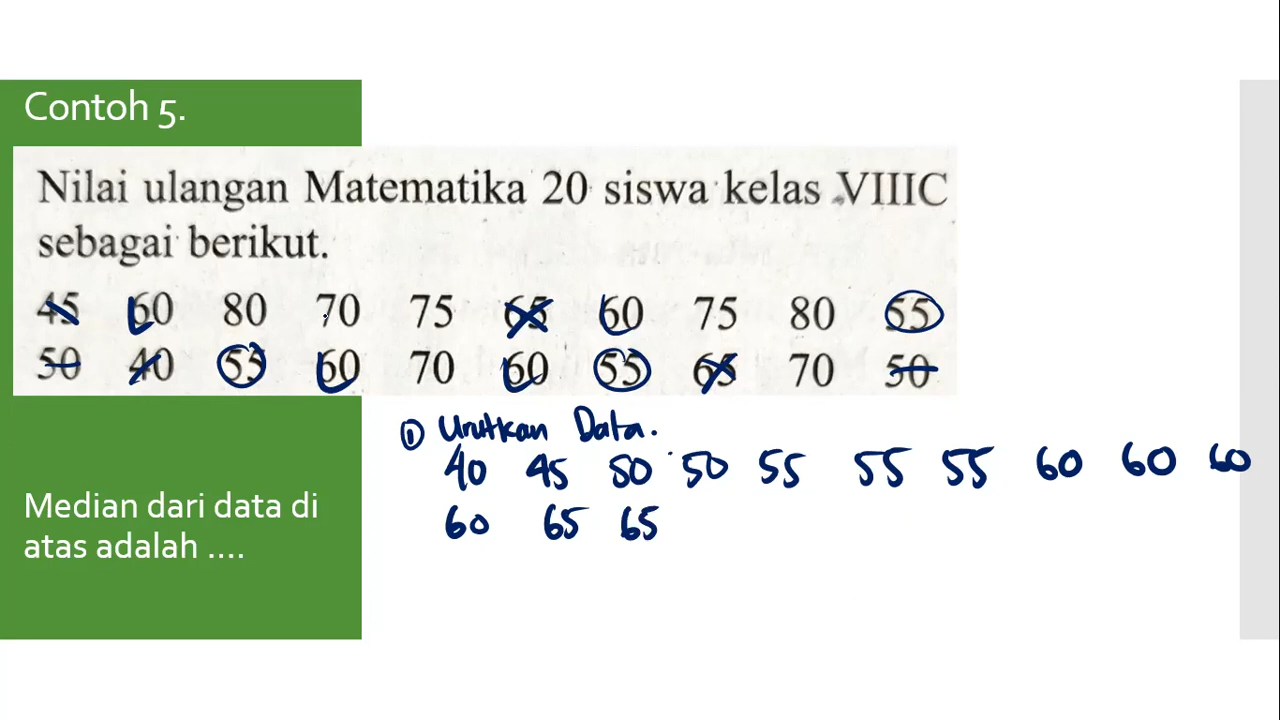 Contoh 5.
Nilai ulangan Matematika 20 siswa kelas VIIIC
sebagai berikut.
45 60 80 70 75 65 60 75 80 55
50 40 55 60 70 60 55 65 70 50
① Urutkan Data.
40 45 50 50 55 55 55 60 60 60
60 65 65
Median dari data di
atas adalah ....